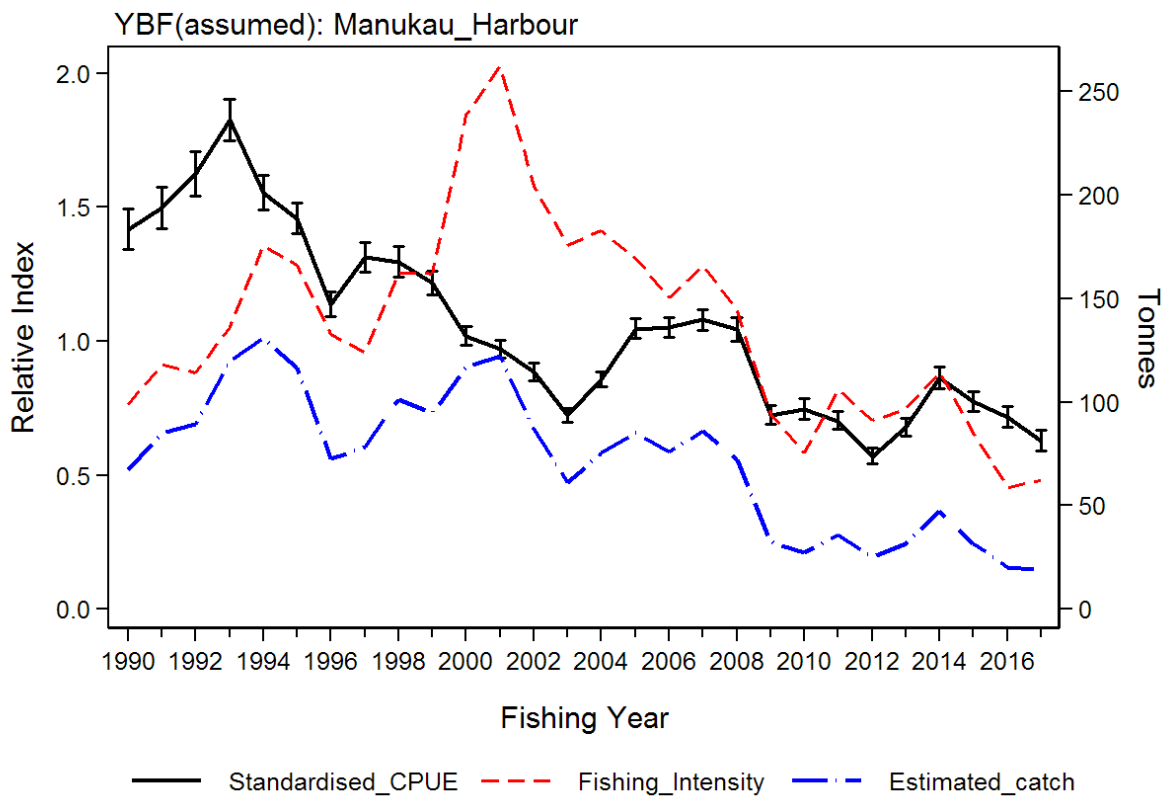 YBF(assumed): Manukau_Harbour
2.0
1.5
1.0
0.5
0.0
Relative Index
250
200
150
100
50
0
Tonnes
1990 1992 1994 1996 1998 2000 2002 2004 2006 2008 2010 2012 2014 2016
Fishing Year
Standardised_CPUE Fishing_Intensity Estimated_catch